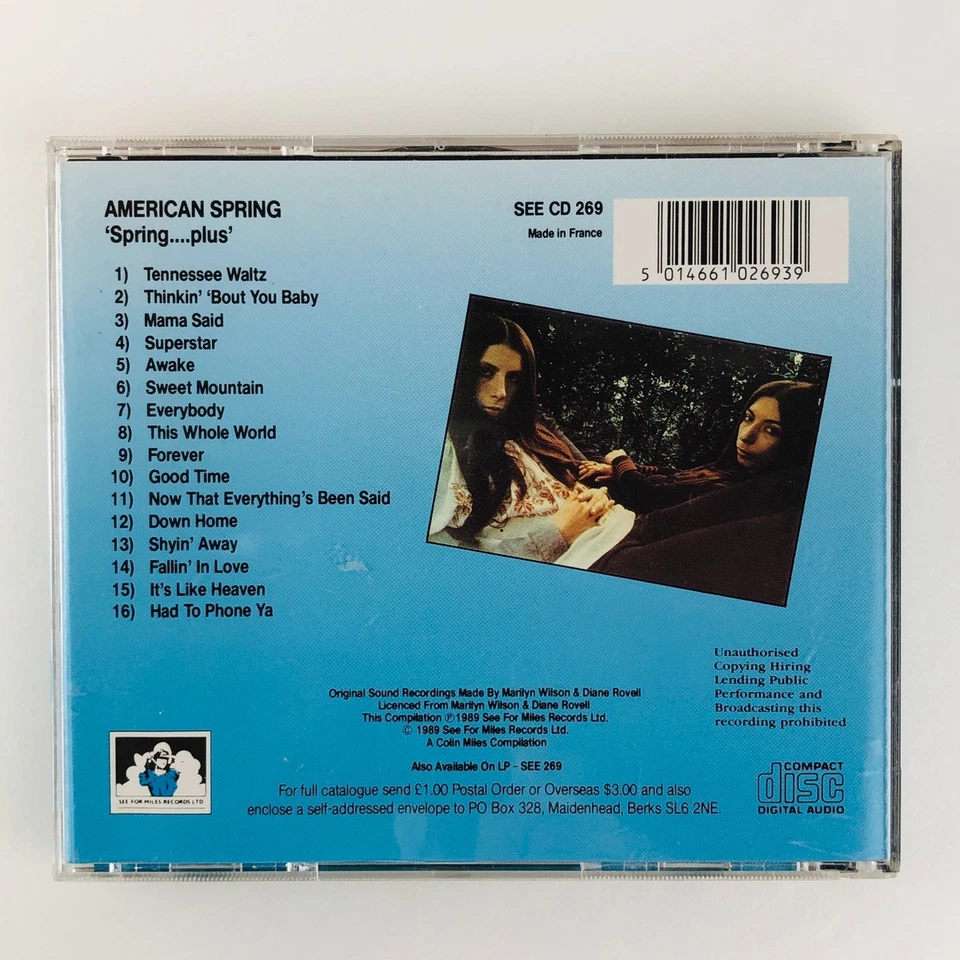 AMERICAN SPRING
'Spring....plus'
SEE CD 269
Made in France
5 014661 026939
1) Tennessee Waltz
2) Thinkin' 'Bout You Baby
3) Mama Said
4) Superstar
5) Awake
6) Sweet Mountain
7) Everybody
8) This Whole World
9) Forever
10) Good Time
11) Now That Everything's Been Said
12) Down Home
13) Shyin' Away
14) Fallin' In Love
15) It's Like Heaven
16) Had To Phone Ya
Unauthorised
Copying Hiring
Lending Public
Performance and
Broadcasting this
recording prohibited
Original Sound Recordings Made By Marilyn Wilson & Diane Rovell
Licenced From Marilyn Wilson & Diane Rovell
This Compilation ℗ 1989 See For Miles Records Ltd.
© 1989 See For Miles Records Ltd.
A Colin Miles Compilation
Also Available On LP - SEE 269
For full catalogue send £1.00 Postal Order or Overseas $3.00 and also
enclose a self-addressed envelope to PO Box 328, Maidenhead, Berks SL6 2NE.
SEE FOR MILES RECORDS LTD
COMPACT
disc
DIGITAL AUDIO